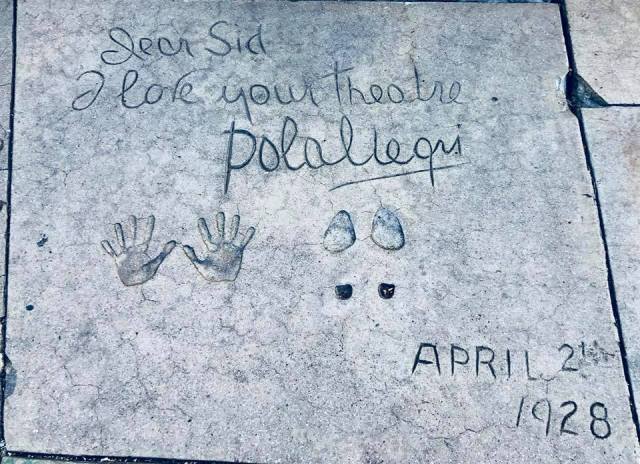 Dear Sid
I love your theatre.
Pola Negri
APRIL 2ND
1928